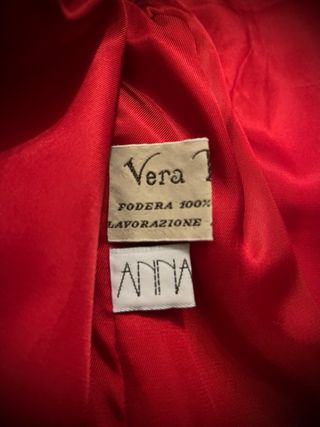 Vera
FODERA 100%
LAVORAZIONE
ANNA